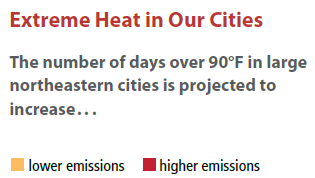 Extreme Heat in Our Cities
The number of days over 90°F in large
northeastern cities is projected to
increase...
lower emissions higher emissions